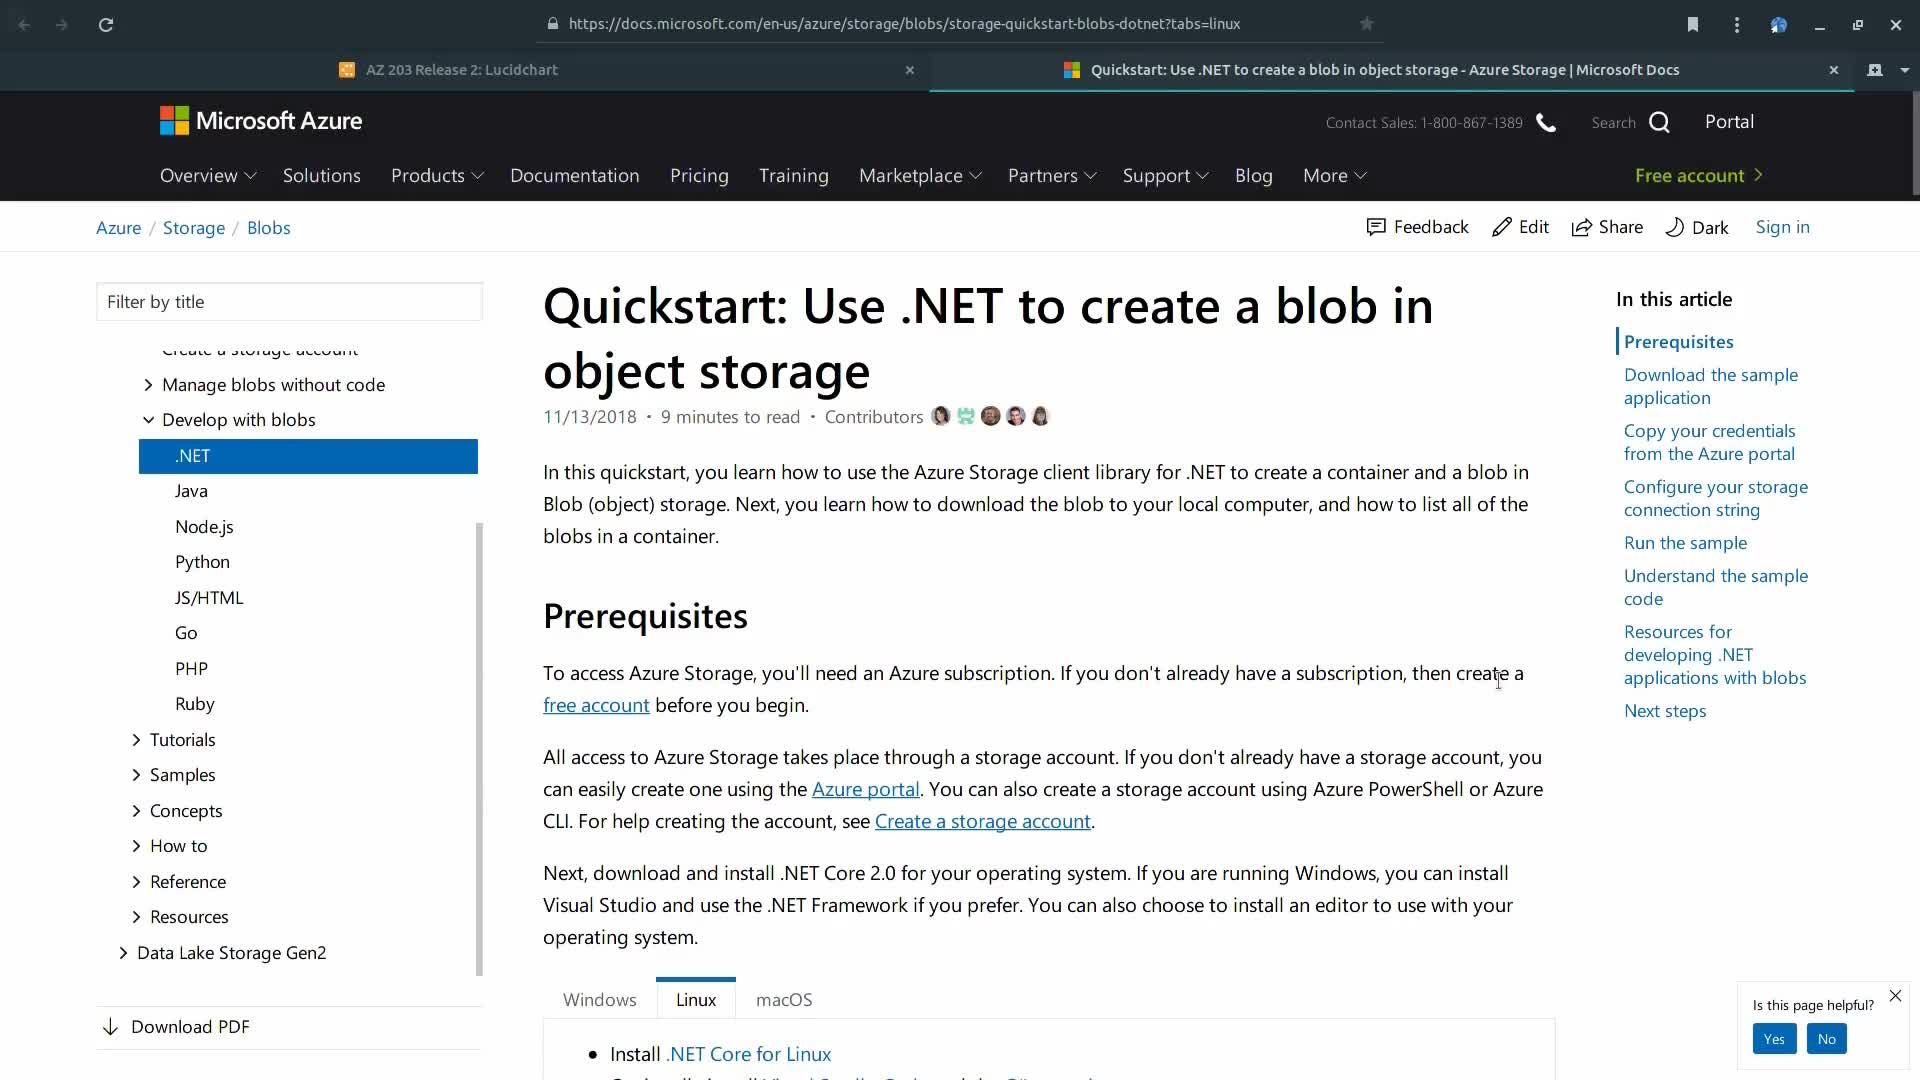 https://docs.microsoft.com/en-us/azure/storage/blobs/storage-quickstart-blobs-dotnet?tabs=linux
AZ 203 Release 2: Lucidchart
Quickstart: Use .NET to create a blob in object storage - Azure Storage | Microsoft Docs
Microsoft Azure
Contact Sales: 1-800-867-1389
Search
Portal
Overview
Solutions
Products
Documentation
Pricing
Training
Marketplace
Partners
Support
Blog
More
Free account
Azure / Storage / Blobs
Feedback
Edit
Share
Dark
Sign in
Filter by title
Create a storage account
Manage blobs without code
Develop with blobs
.NET
Java
Node.js
Python
JS/HTML
Go
PHP
Ruby
Tutorials
Samples
Concepts
How to
Reference
Resources
Data Lake Storage Gen2
Download PDF
Quickstart: Use .NET to create a blob in
object storage
11/13/2018 • 9 minutes to read • Contributors
In this quickstart, you learn how to use the Azure Storage client library for .NET to create a container and a blob in
Blob (object) storage. Next, you learn how to download the blob to your local computer, and how to list all of the
blobs in a container.
Prerequisites
To access Azure Storage, you'll need an Azure subscription. If you don't already have a subscription, then create a
free account before you begin.
All access to Azure Storage takes place through a storage account. If you don't already have a storage account, you
can easily create one using the Azure portal. You can also create a storage account using Azure PowerShell or Azure
CLI. For help creating the account, see Create a storage account.
Next, download and install .NET Core 2.0 for your operating system. If you are running Windows, you can install
Visual Studio and use the .NET Framework if you prefer. You can also choose to install an editor to use with your
operating system.
Windows
Linux
macOS
• Install .NET Core for Linux
In this article
Prerequisites
Download the sample
application
Copy your credentials
from the Azure portal
Configure your storage
connection string
Run the sample
Understand the sample
code
Resources for
developing .NET
applications with blobs
Next steps
Is this page helpful?
Yes
No